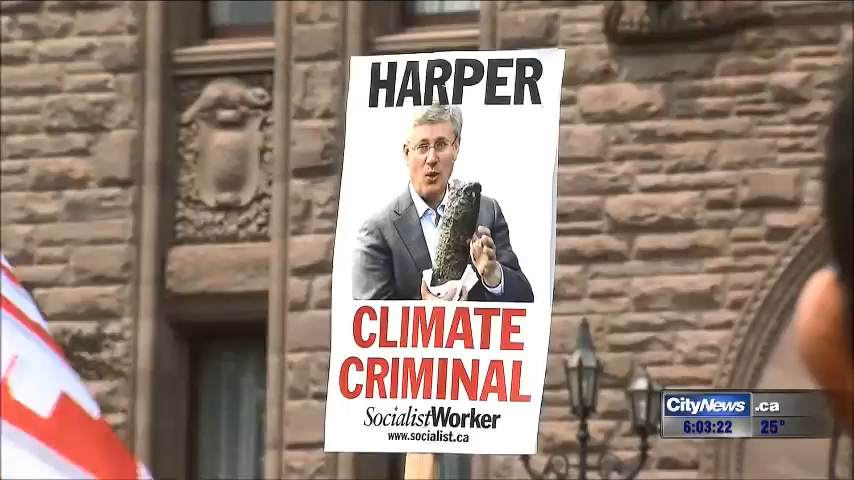 HARPER
CLIMATE
CRIMINAL
SocialistWorker
www.socialist.ca
CityNews.ca
6:03:22 25°